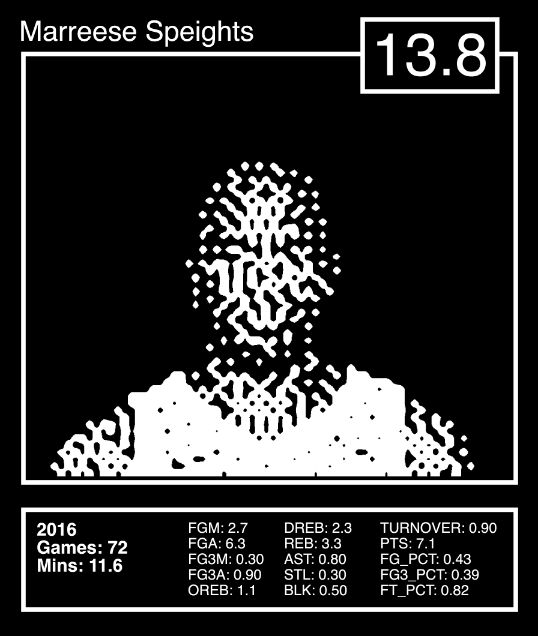 Marreese Speights
13.8
2016
Games: 72
Mins: 11.6
FGM: 2.7
FGA: 6.3
FG3M: 0.30
FG3A: 0.90
OREB: 1.1
DREB: 2.3
REB: 3.3
AST: 0.80
STL: 0.30
BLK: 0.50
TURNOVER: 0.90
PTS: 7.1
FG_PCT: 0.43
FG3_PCT: 0.39
FT_PCT: 0.82